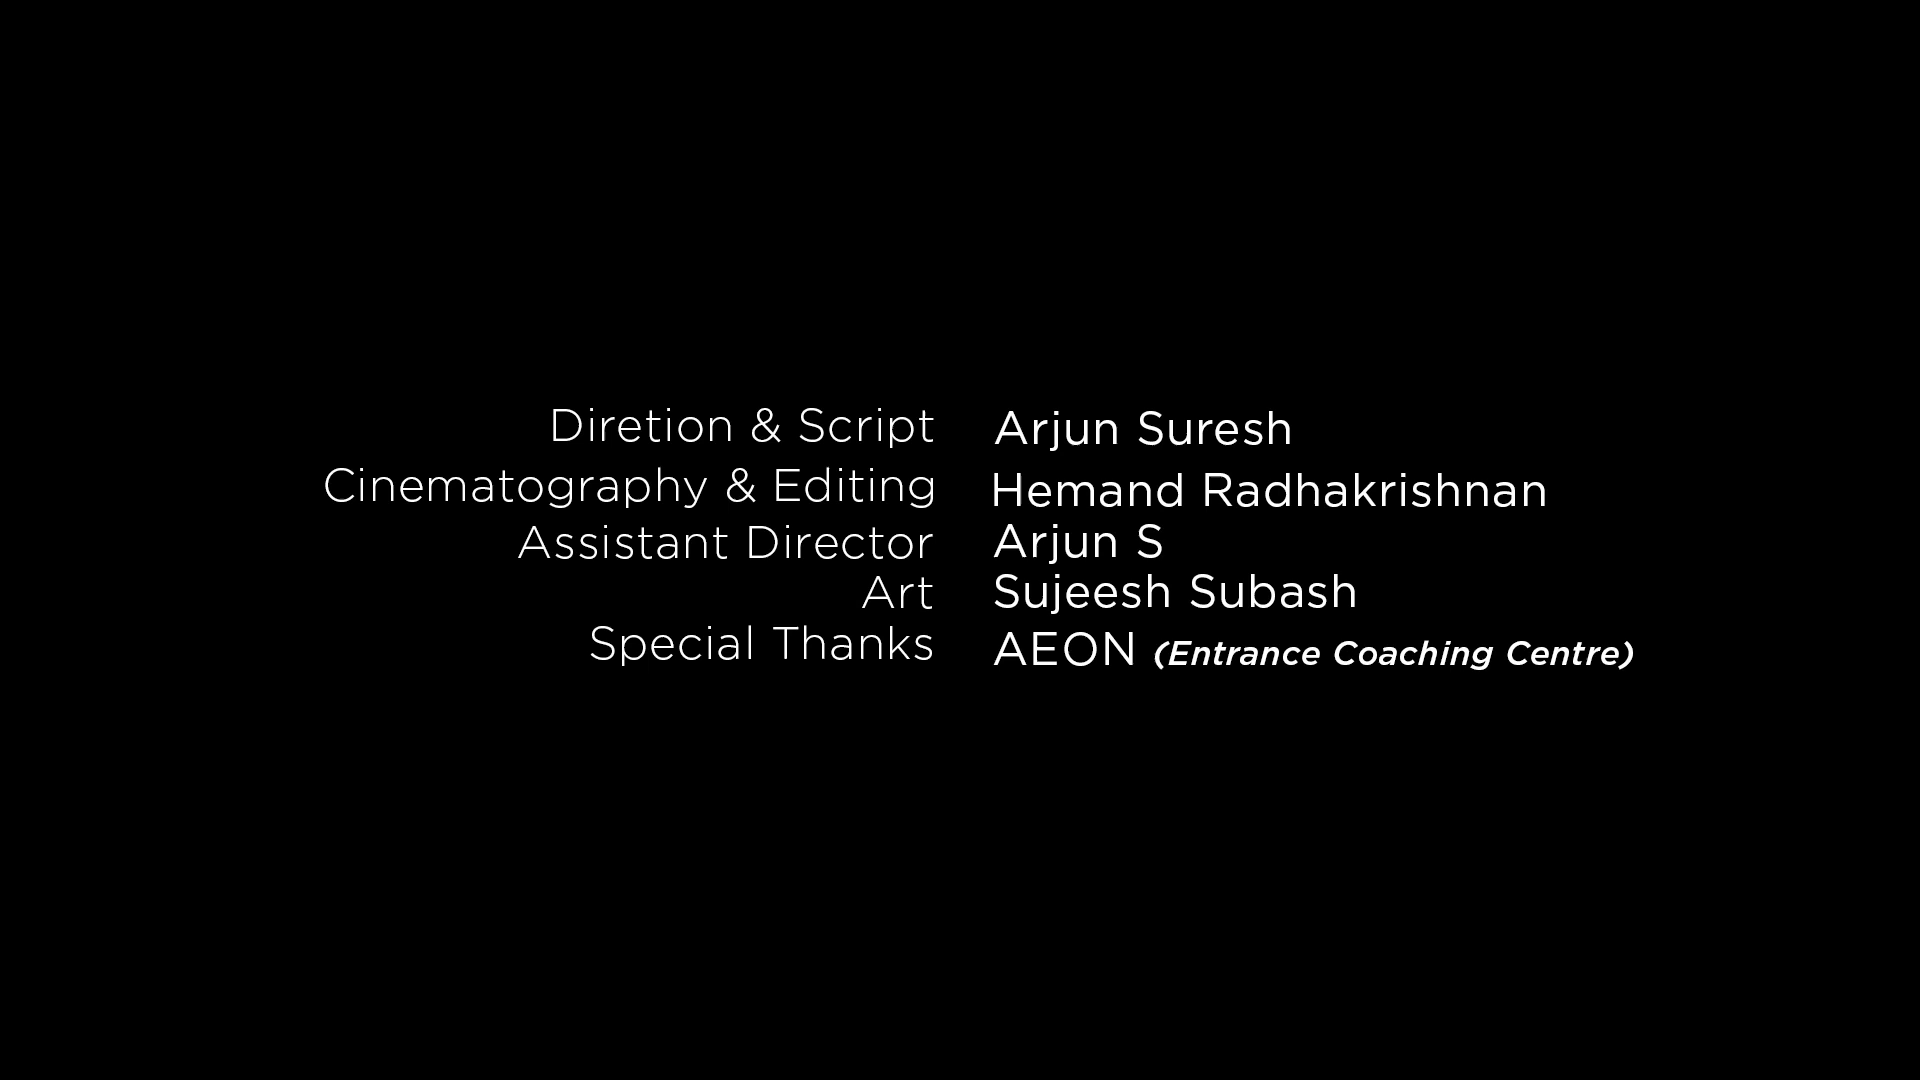 Diretion & Script Arjun Suresh
Cinematography & Editing Hemand Radhakrishnan
Assistant Director Arjun S
Art Sujeesh Subash
Special Thanks AEON (Entrance Coaching Centre)